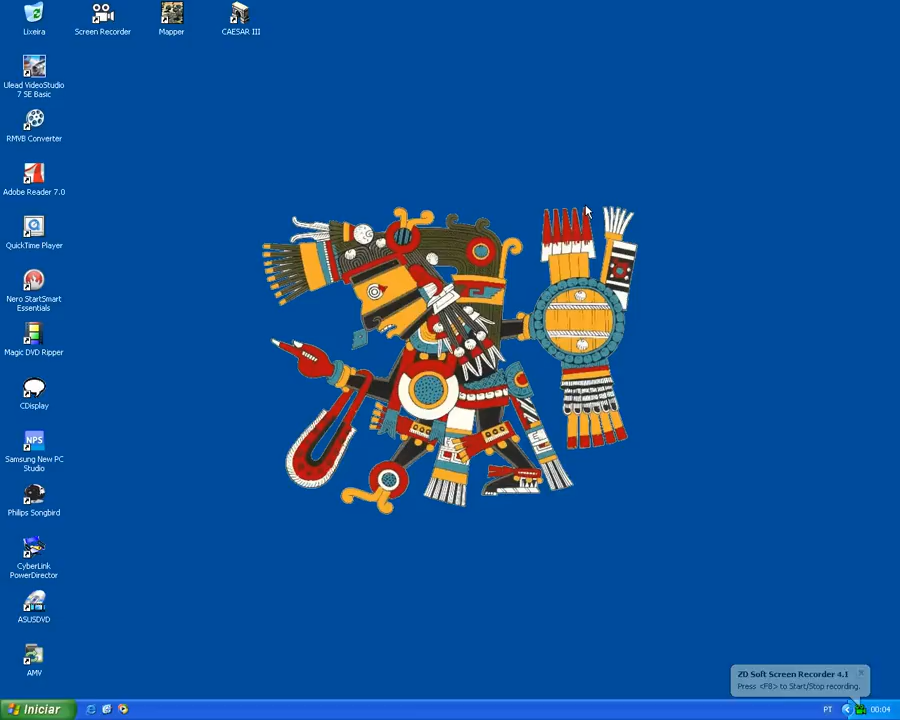 Lixeira
Screen Recorder
Mapper
CAESAR III
Ulead VideoStudio
7 SE Basic
RMVB Converter
Adobe Reader 7.0
QuickTime Player
Nero StartSmart
Essentials
Magic DVD Ripper
CDisplay
NPS
Samsung New PC
Studio
Philips Songbird
CyberLink
PowerDirector
ASUSDVD
AMV
ZD Soft Screen Recorder 4.1
Press <F8> to Start/Stop recording.
Iniciar
PT
00:04